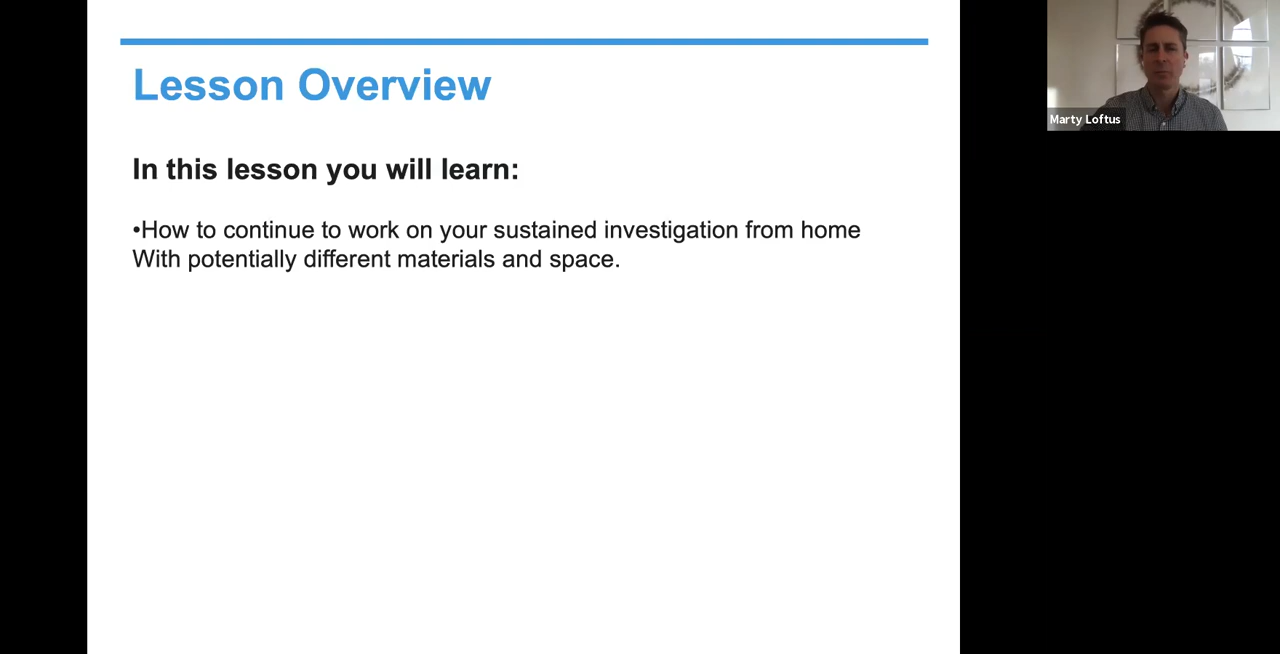 Lesson Overview
In this lesson you will learn:
•How to continue to work on your sustained investigation from home
With potentially different materials and space.
Marty Loftus